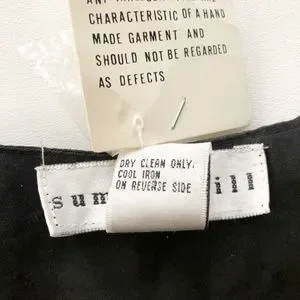 CHARACTERISTIC OF A HAND
MADE GARMENT AND
SHOULD NOT BE REGARDED
AS DEFECTS
DRY CLEAN ONLY.
COOL IRON
ON REVERSE SIDE
sum